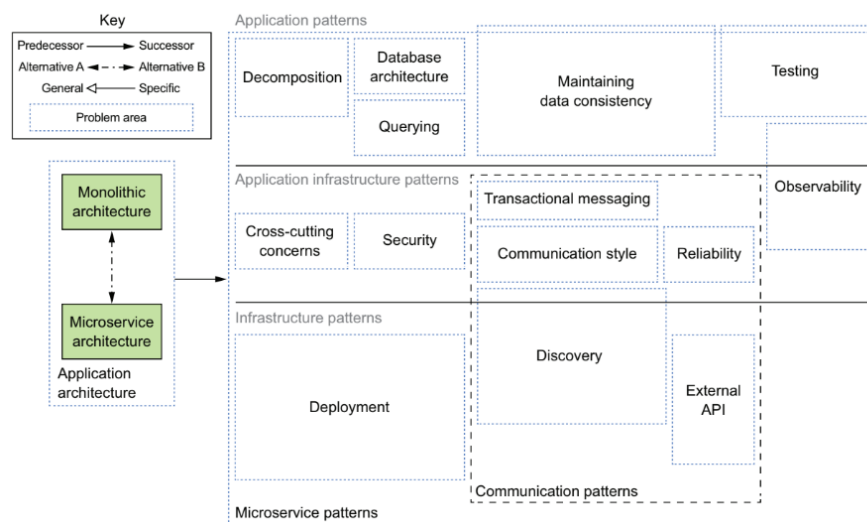 Key
Predecessor
Successor
Alternative A
Alternative B
General
Specific
Problem area
Monolithic
architecture
Microservice
architecture
Application
architecture
Application patterns
Decomposition
Database
architecture
Querying
Maintaining
data consistency
Testing
Application infrastructure patterns
Cross-cutting
concerns
Security
Transactional messaging
Communication style
Reliability
Observability
Infrastructure patterns
Deployment
Discovery
External
API
Communication patterns
Microservice patterns